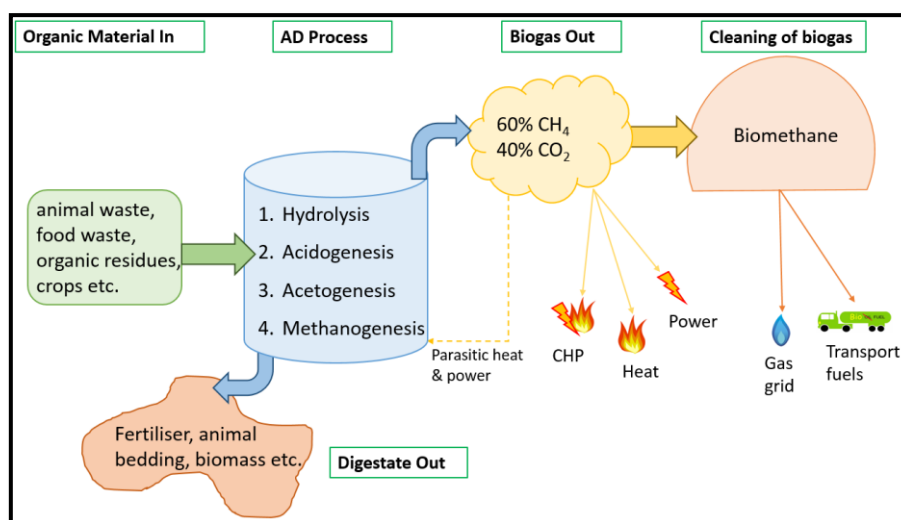 Organic Material In
AD Process
Biogas Out
Cleaning of biogas
60% CH₄
40% CO₂
Biomethane
animal waste,
food waste,
organic residues,
crops etc.
1. Hydrolysis
2. Acidogenesis
3. Acetogenesis
4. Methanogenesis
Parasitic heat
& power
CHP
Heat
Power
Gas
grid
Transport
fuels
Fertiliser, animal
bedding, biomass etc.
Digestate Out